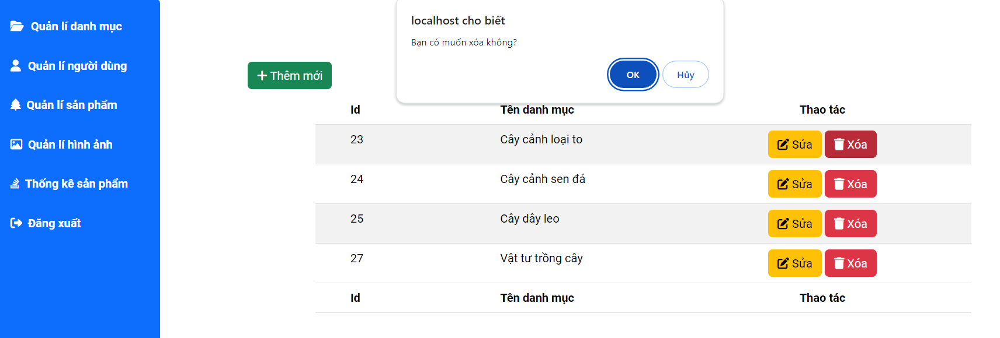 Quản lí danh mục
Quản lí người dùng
Quản lí sản phẩm
Quản lí hình ảnh
Thống kê sản phẩm
Đăng xuất
localhost cho biết
Bạn có muốn xóa không?
OK Hủy
Thêm mới
Id Tên danh mục Thao tác
23 Cây cảnh loại to Sửa Xóa
24 Cây cảnh sen đá Sửa Xóa
25 Cây dây leo Sửa Xóa
27 Vật tư trồng cây Sửa Xóa
Id Tên danh mục Thao tác